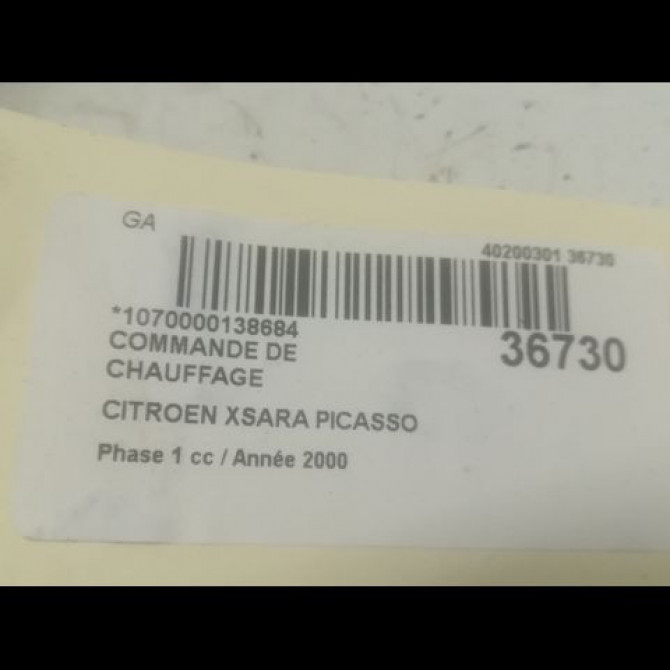 GA
40200301 36730
*1070000138684
36730
COMMANDE DE
CHAUFFAGE
CITROEN XSARA PICASSO
Phase 1 cc / Année 2000